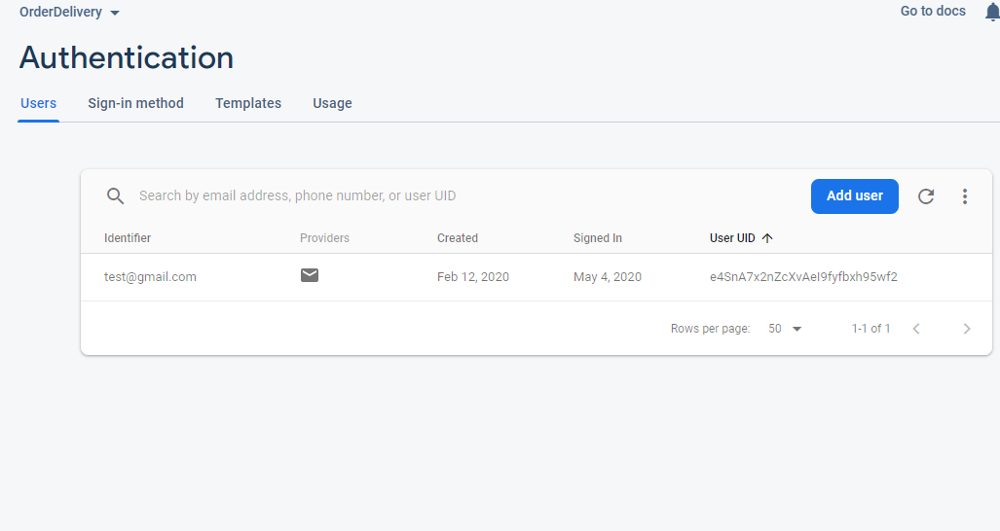 OrderDelivery
Go to docs
Authentication
Users Sign-in method Templates Usage
Search by email address, phone number, or user UID
Add user
Identifier Providers Created Signed In User UID
test@gmail.com Feb 12, 2020 May 4, 2020 e4SnA7x2nZcXvAeI9fyfbxh95wf2
Rows per page: 50 1-1 of 1